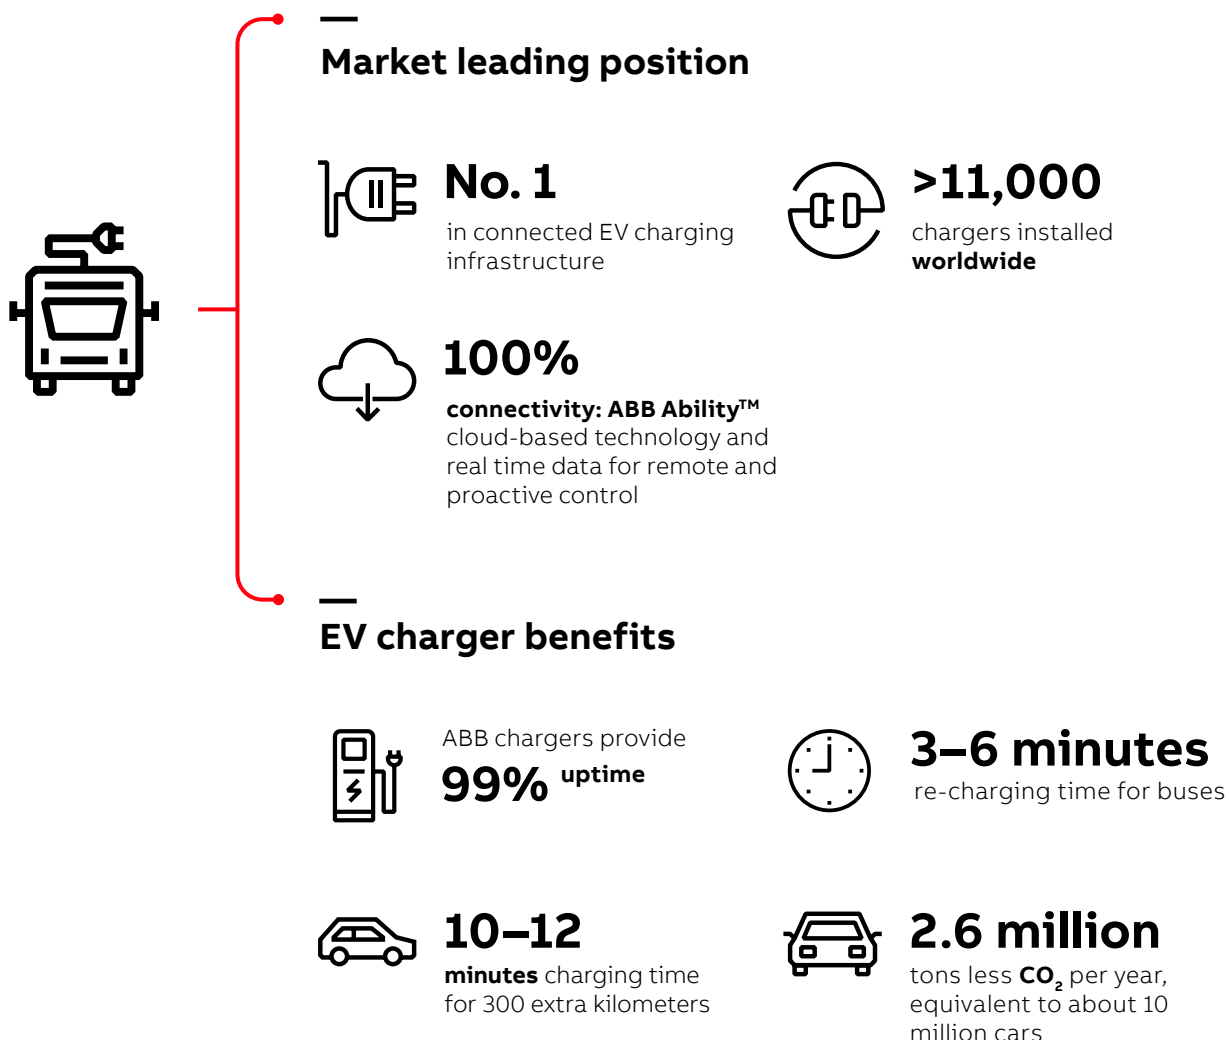 Market leading position
No. 1
in connected EV charging
infrastructure
>11,000
chargers installed
worldwide
100%
connectivity: ABB Ability™
cloud-based technology and
real time data for remote and
proactive control
EV charger benefits
ABB chargers provide
99% uptime
3–6 minutes
re-charging time for buses
10–12
minutes charging time
for 300 extra kilometers
2.6 million
tons less CO₂ per year,
equivalent to about 10
million cars